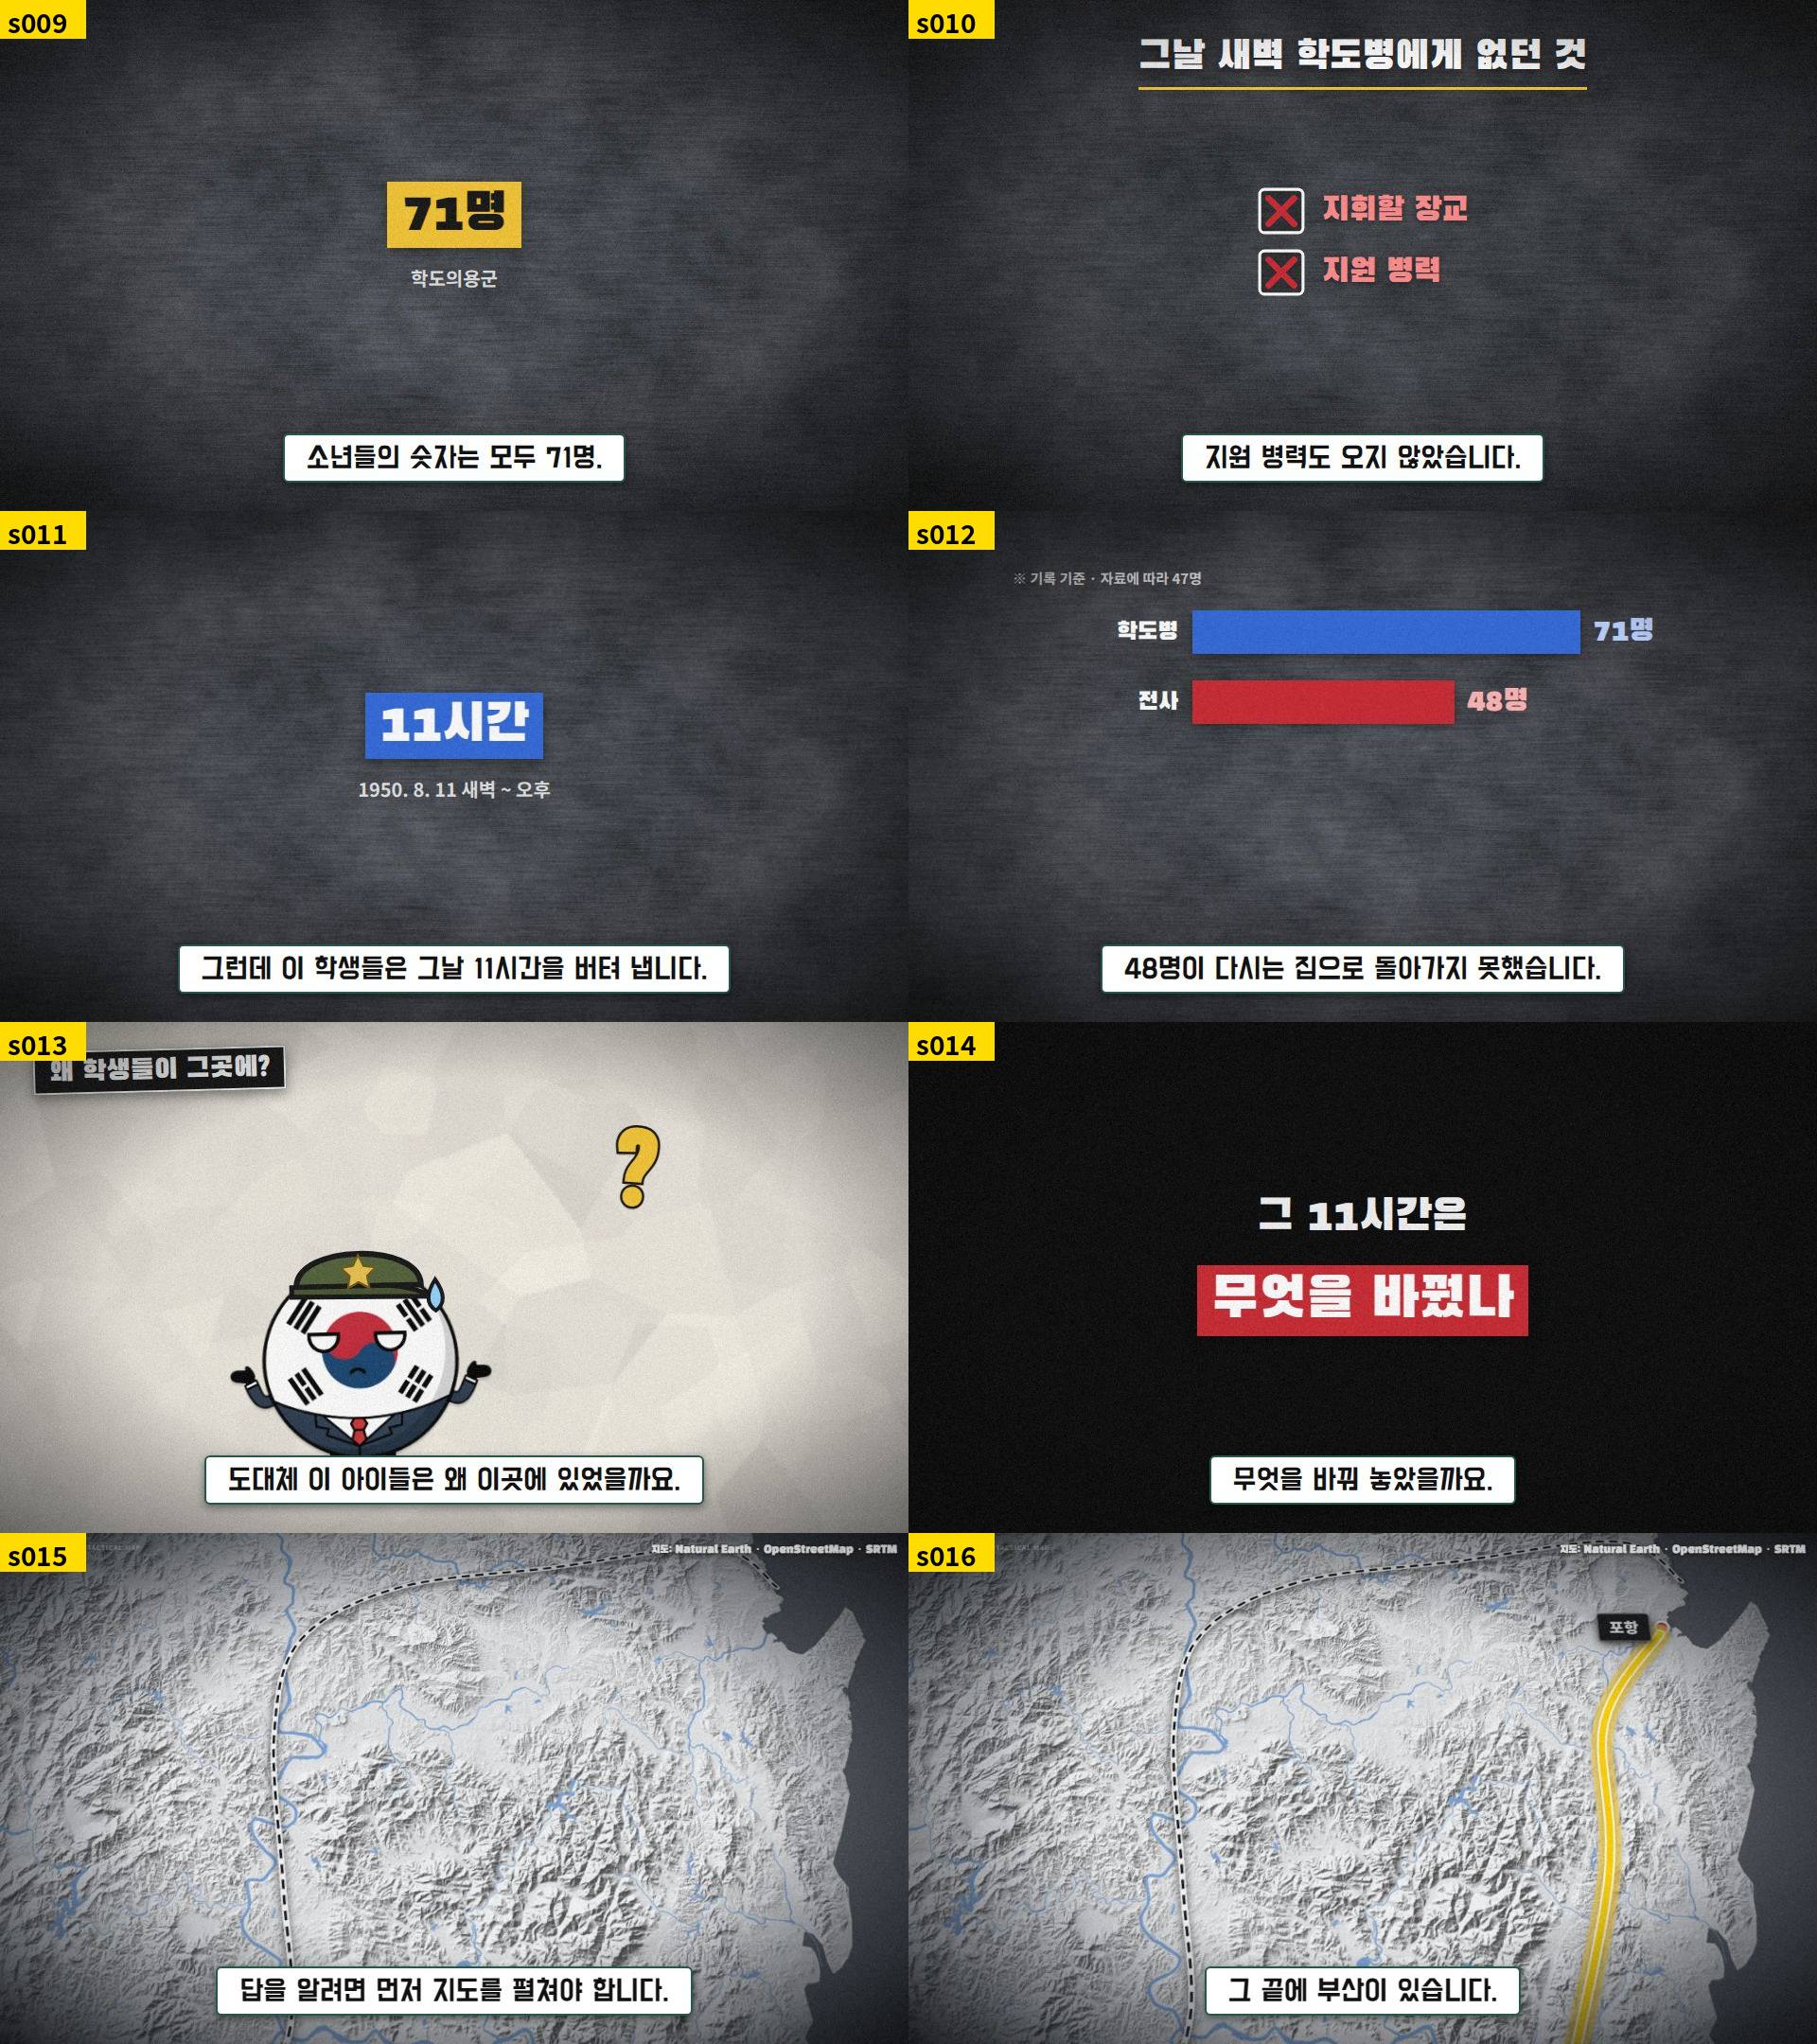 s009
71명
학도의용군
소년들의 숫자는 모두 71명.
s010
그날 새벽 학도병에게 없던 것
지휘할 장교
지원 병력
지원 병력도 오지 않았습니다.
s011
11시간
1950. 8. 11 새벽 ~ 오후
그런데 이 학생들은 그날 11시간을 버텨 냅니다.
s012
※ 기록 기준 · 자료에 따라 47명
학도병
71명
전사
48명
48명이 다시는 집으로 돌아가지 못했습니다.
s013
왜 학생들이 그곳에?
?
도대체 이 아이들은 왜 이곳에 있었을까요.
s014
그 11시간은
무엇을 바꿨나
무엇을 바꿔 놓았을까요.
s015
지도: Natural Earth · OpenStreetMap · SRTM
답을 알려면 먼저 지도를 펼쳐야 합니다.
s016
지도: Natural Earth · OpenStreetMap · SRTM
포항
그 끝에 부산이 있습니다.